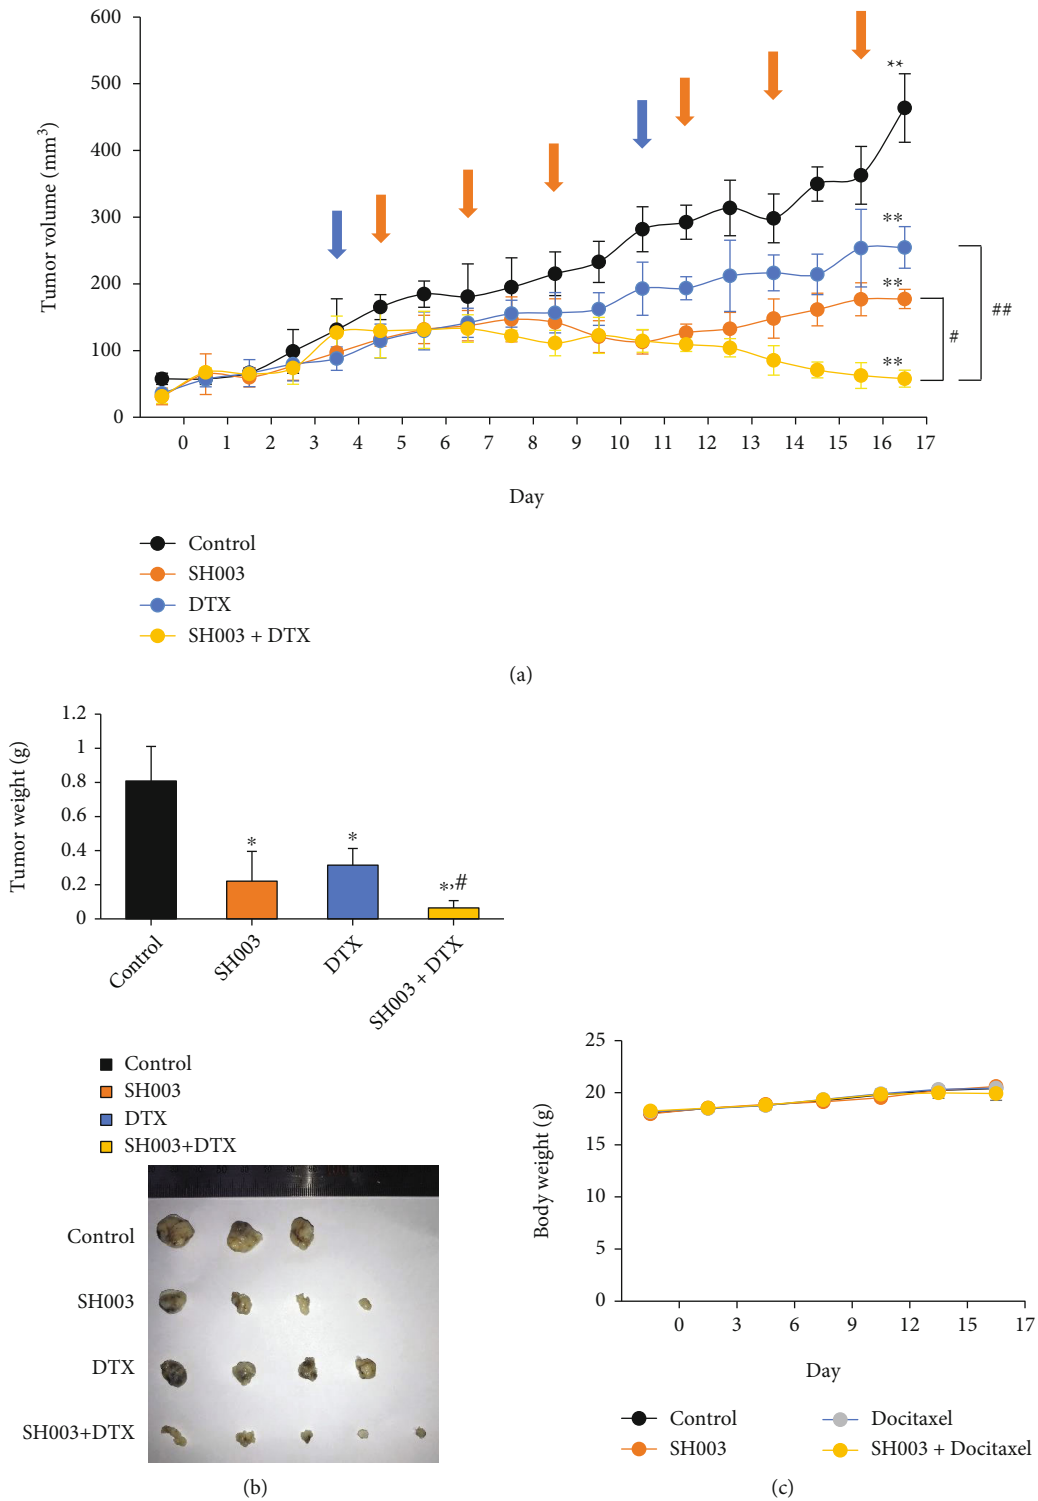 600
500
400
300
200
100
0
Tumor volume (mm³)
**
**
**
**
#
##
0 1 2 3 4 5 6 7 8 9 10 11 12 13 14 15 16 17
Day
Control
SH003
DTX
SH003 + DTX
(a)
1.2
1
0.8
0.6
0.4
0.2
0
Tumor weight (g)
*
*
*,#
Control SH003 DTX SH003 + DTX
Control
SH003
DTX
SH003+DTX
Control
SH003
DTX
SH003+DTX
(b)
25
20
15
10
5
0
Body weight (g)
0 3 6 9 12 15 17
Day
Control Docitaxel
SH003 SH003 + Docitaxel
(c)